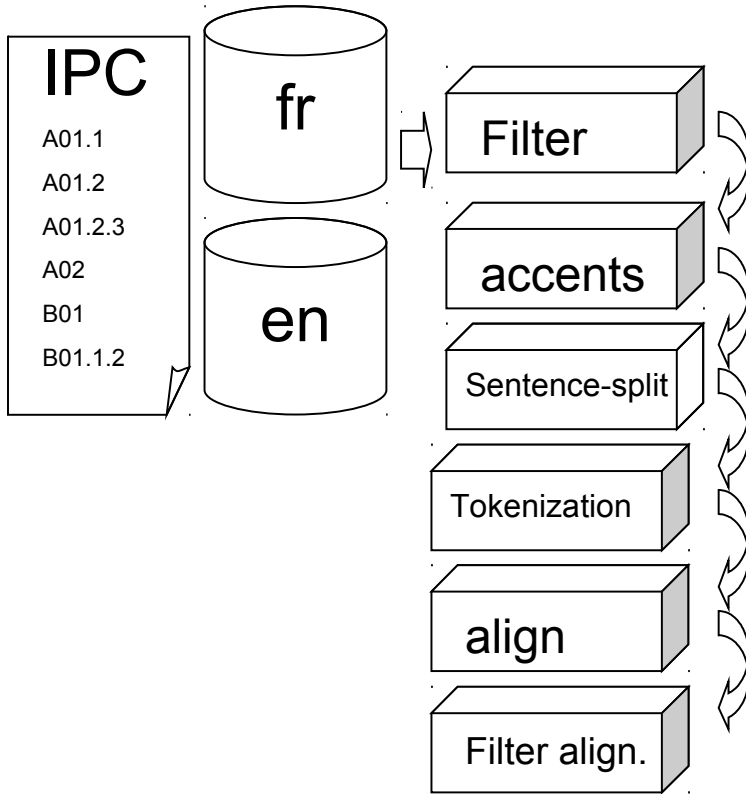 IPC
A01.1
A01.2
A01.2.3
A02
B01
B01.1.2
fr
en
Filter
accents
Sentence-split
Tokenization
align
Filter align.